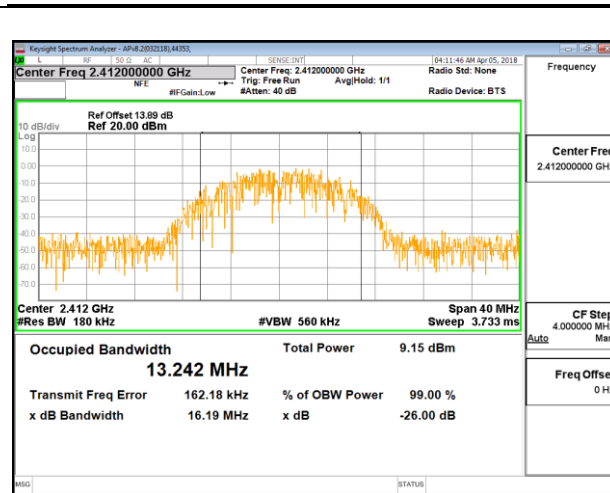 Keysight Spectrum Analyzer - APv8.2(032118),44353,
L RF 50 Ω AC SENSE:INT 04:11:46 AM Apr 05, 2018
Center Freq 2.412000000 GHz Center Freq: 2.412000000 GHz Radio Std: None Frequency
NFE Trig: Free Run Avg|Hold: 1/1
#IFGain:Low #Atten: 40 dB Radio Device: BTS
Ref Offset 13.89 dB
10 dB/div Ref 20.00 dBm
Log
10.0
0.00
-10.0
-20.0
-30.0
-40.0
-50.0
-60.0
-70.0
Center Fre
2.412000000 GH
Center 2.412 GHz Span 40 MHz
#Res BW 180 kHz #VBW 560 kHz Sweep 3.733 ms
CF Step
4.000000 MH
Auto Ma
Occupied Bandwidth Total Power 9.15 dBm
13.242 MHz
Transmit Freq Error 162.18 kHz % of OBW Power 99.00 %
x dB Bandwidth 16.19 MHz x dB -26.00 dB
Freq Offse
0 H
MSG STATUS